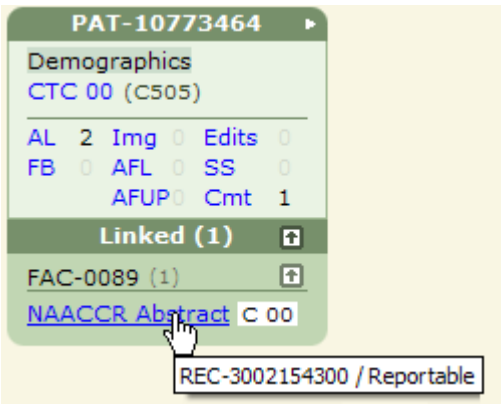 PAT-10773464
Demographics
CTC 00 (C505)
AL 2 Img 0 Edits 0
FB 0 AFL 0 SS 0
AFUP 0 Cmt 1
Linked (1)
FAC-0089 (1)
NAACCR Abstract C 00
REC-3002154300 / Reportable